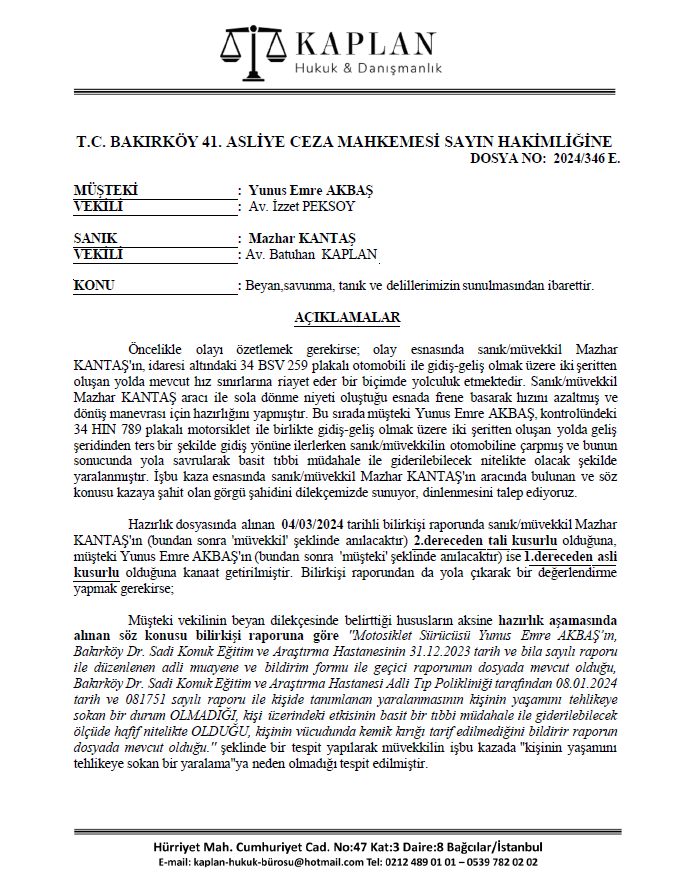 KAPLAN
Hukuk & Danışmanlık
T.C. BAKIRKÖY 41. ASLİYE CEZA MAHKEMESİ SAYIN HAKİMLİĞİNE
DOSYA NO: 2024/346 E.
MÜŞTEKİ : Yunus Emre AKBAŞ
VEKİLİ : Av. İzzet PEKSOY
SANIK : Mazhar KANTAŞ
VEKİLİ : Av. Batuhan KAPLAN
KONU : Beyan,savunma, tanık ve delillerimizin sunulmasından ibarettir.
AÇIKLAMALAR
Öncelikle olayı özetlemek gerekirse; olay esnasında sanık/müvekkil Mazhar
KANTAŞ'ın, idaresi altındaki 34 BSV 259 plakalı otomobili ile gidiş-geliş olmak üzere iki şeritten
oluşan yolda mevcut hız sınırlarına riayet eder bir biçimde yolculuk etmektedir. Sanık/müvekkil
Mazhar KANTAŞ aracı ile sola dönme niyeti oluştuğu esnada frene basarak hızını azaltmış ve
dönüş manevrası için hazırlığını yapmıştır. Bu sırada müşteki Yunus Emre AKBAŞ, kontrolündeki
34 HIN 789 plakalı motorsiklet ile birlikte gidiş-geliş olmak üzere iki şeritten oluşan yolda geliş
şeridinden ters bir şekilde gidiş yönüne ilerlerken sanık/müvekkilin otomobiline çarpmış ve bunun
sonucunda yola savrularak basit tıbbi müdahale ile giderilebilecek nitelikte olacak şekilde
yaralanmıştır. İşbu kaza esnasında sanık/müvekkil Mazhar KANTAŞ'ın aracında bulunan ve söz
konusu kazaya şahit olan görgü şahidini dilekçemizde sunuyor, dinlenmesini talep ediyoruz.
Hazırlık dosyasında alınan 04/03/2024 tarihli bilirkişi raporunda sanık/müvekkil Mazhar
KANTAŞ'ın (bundan sonra 'müvekkil' şeklinde anılacaktır) 2.dereceden tali kusurlu olduğuna,
müşteki Yunus Emre AKBAŞ'ın (bundan sonra 'müşteki' şeklinde anılacaktır) ise 1.dereceden asli
kusurlu olduğuna kanaat getirilmiştir. Bilirkişi raporundan da yola çıkarak bir değerlendirme
yapmak gerekirse;
Müşteki vekilinin beyan dilekçesinde belirttiği hususların aksine hazırlık aşamasında
alınan söz konusu bilirkişi raporuna göre "Motosiklet Sürücüsü Yunus Emre AKBAŞ'ın,
Bakırköy Dr. Sadi Konuk Eğitim ve Araştırma Hastanesinin 31.12.2023 tarih ve bila sayılı raporu
ile düzenlenen adli muayene ve bildirim formu ile geçici raporunun dosyada mevcut olduğu,
Bakırköy Dr. Sadi Konuk Eğitim ve Araştırma Hastanesi Adli Tıp Polikliniği tarafından 08.01.2024
tarih ve 081751 sayılı raporu ile kişide tanımlanan yaralanmasının kişinin yaşamını tehlikeye
sokan bir durum OLMADIĞI, kişi üzerindeki etkisinin basit bir tıbbi müdahale ile giderilebilecek
ölçüde hafif nitelikte OLDUĞU, kişinin vücudunda kemik kırığı tarif edilmediğini bildirir raporun
dosyada mevcut olduğu." şeklinde bir tespit yapılarak müvekkilin işbu kazada "kişinin yaşamını
tehlikeye sokan bir yaralama"ya neden olmadığı tespit edilmiştir.
Hürriyet Mah. Cumhuriyet Cad. No:47 Kat:3 Daire:8 Bağcılar/İstanbul
E-mail: kaplan-hukuk-bürosu@hotmail.com Tel: 0212 489 01 01 – 0539 782 02 02